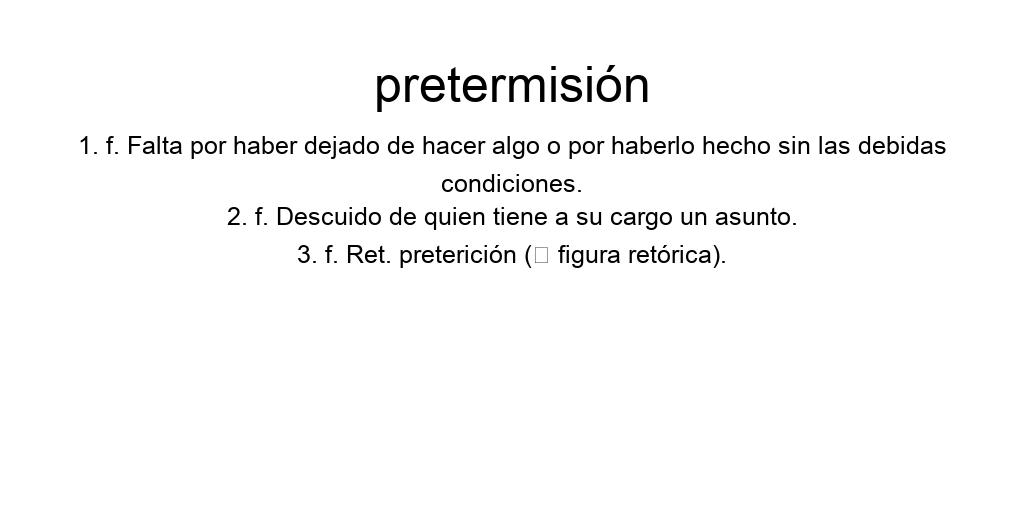 pretermisión
1. f. Falta por haber dejado de hacer algo o por haberlo hecho sin las debidas
condiciones.
2. f. Descuido de quien tiene a su cargo un asunto.
3. f. Ret. preterición (□ figura retórica).